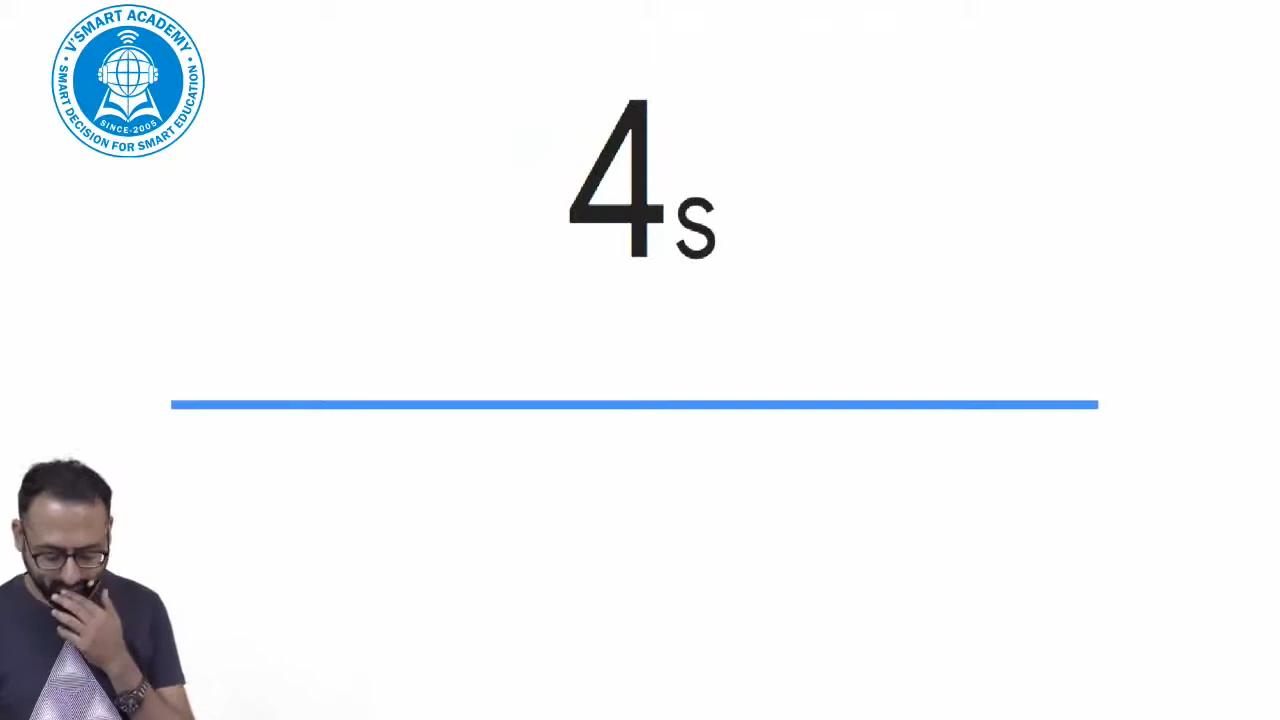 V'SMART ACADEMY
SINCE-2005
SMART DECISION FOR SMART EDUCATION
4s